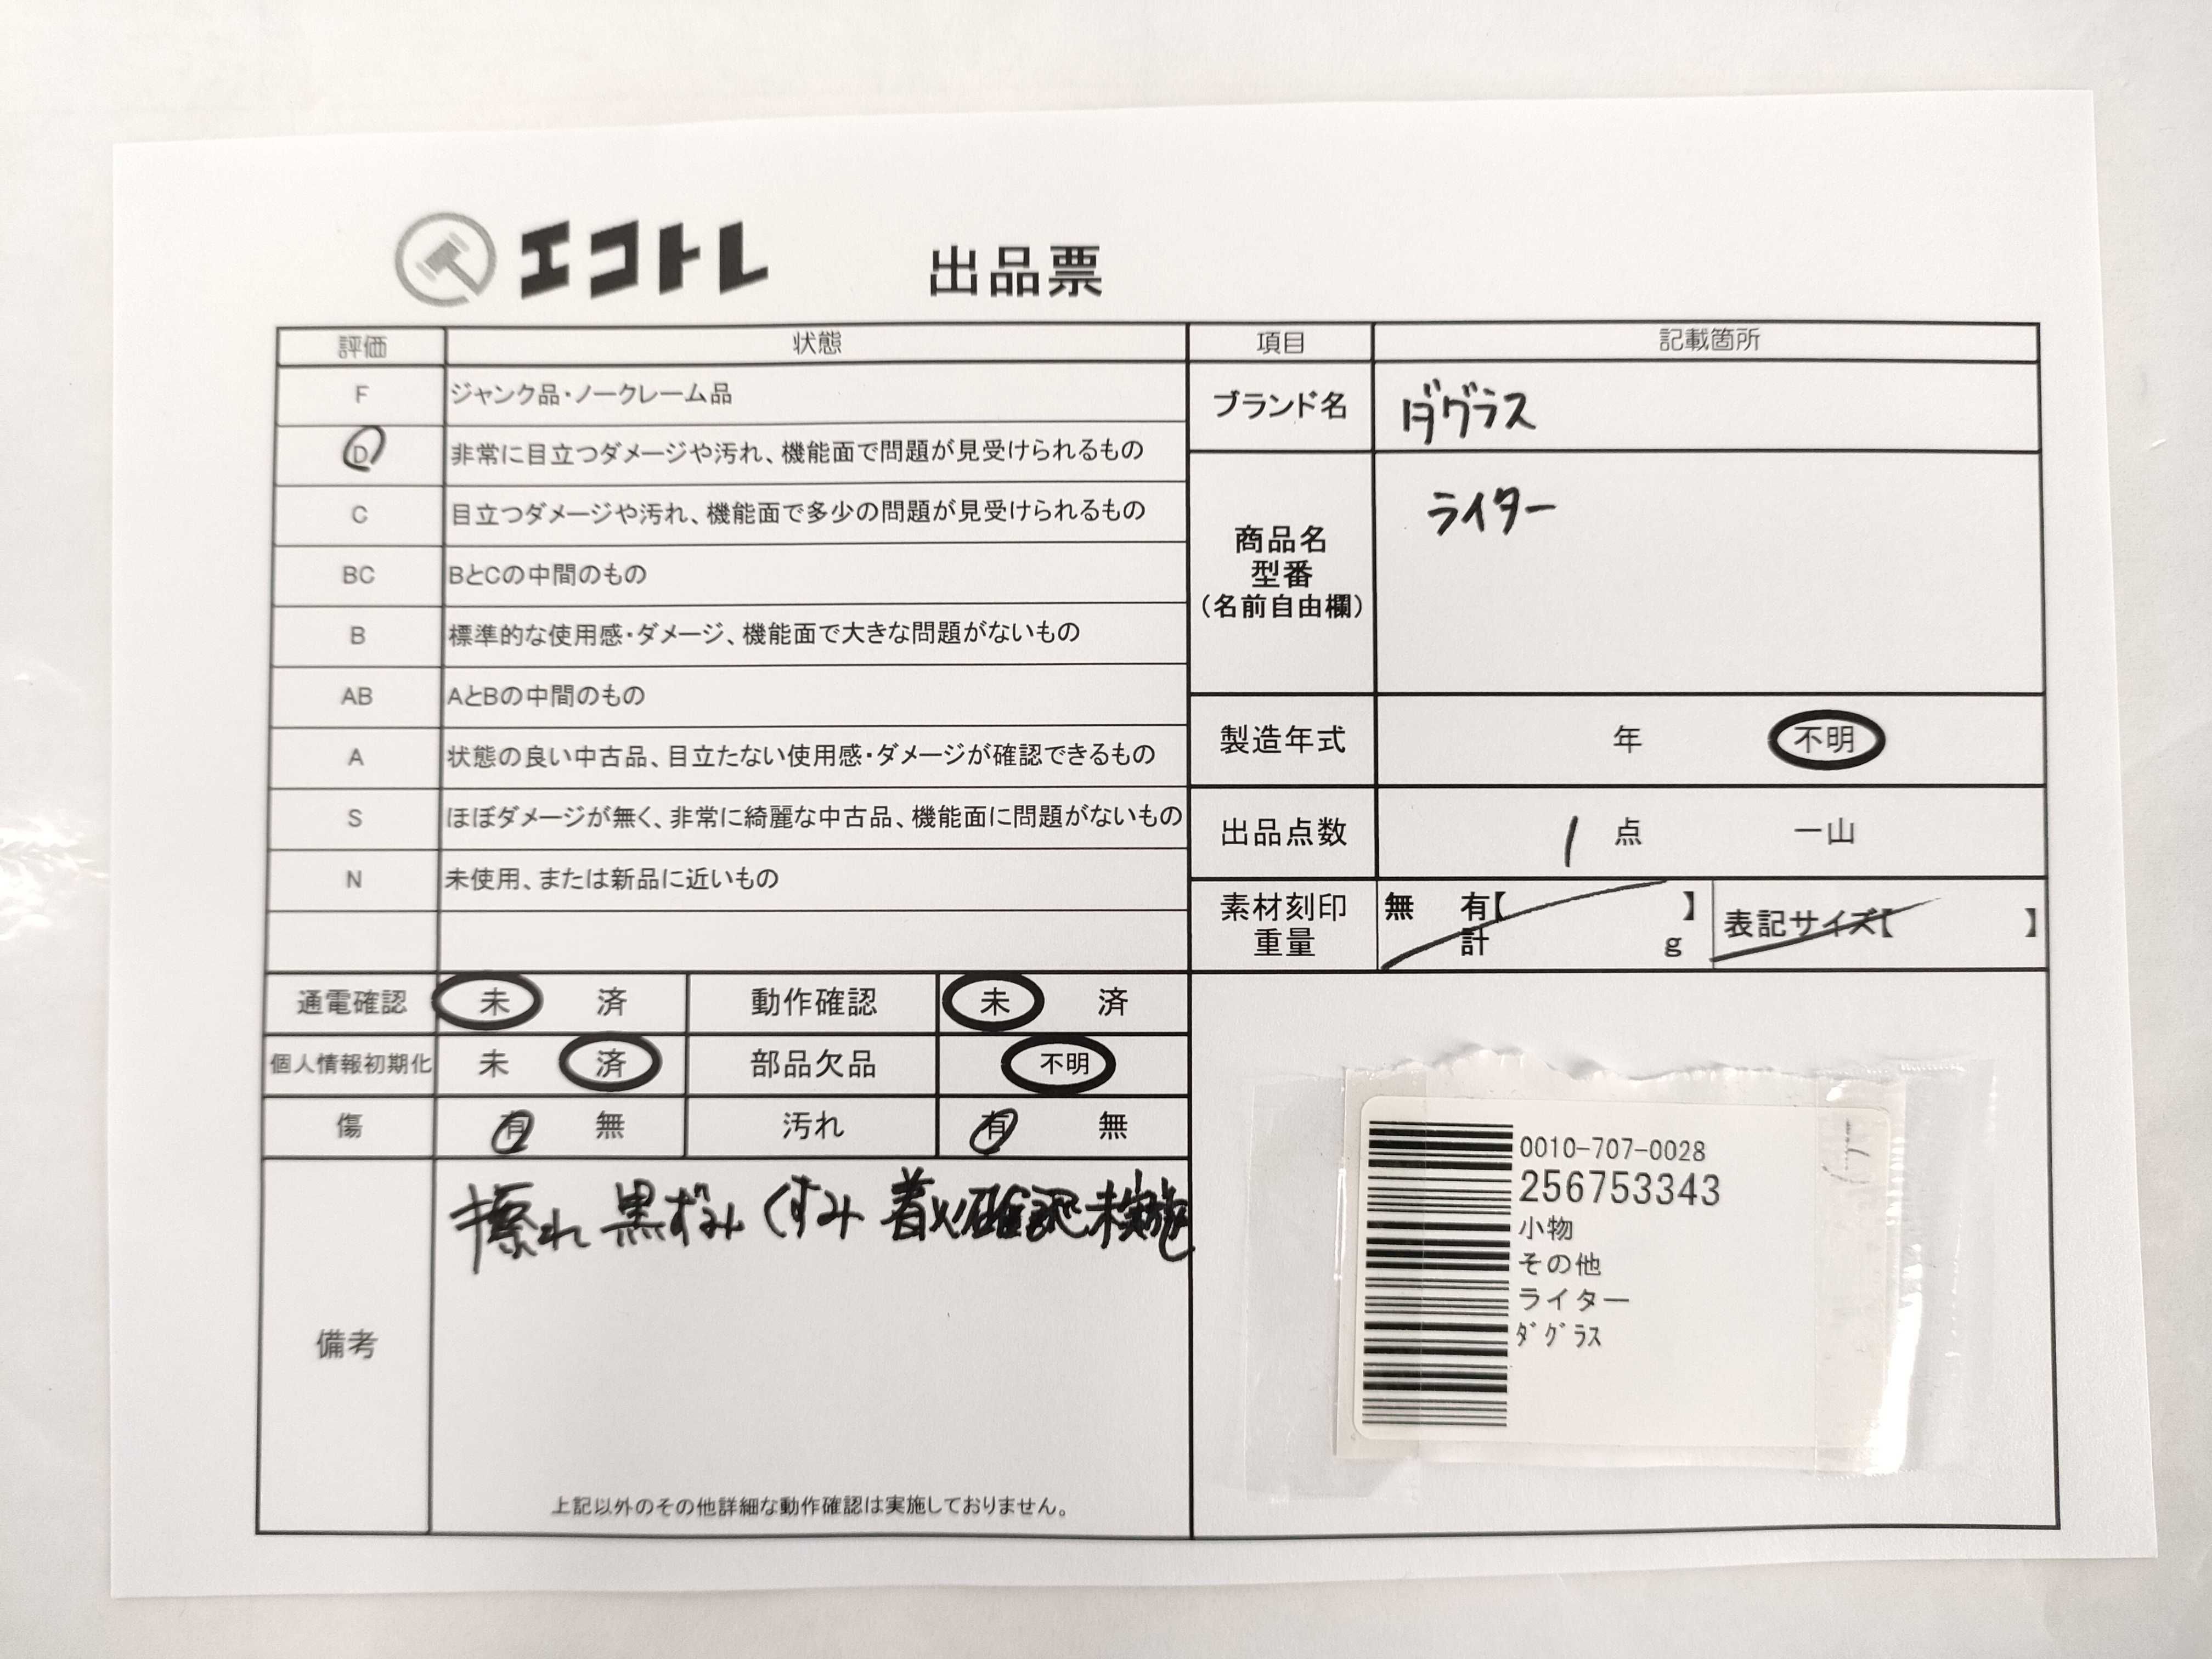 エコトレ 出品票
評価 状態
F ジャンク品・ノークレーム品
D 非常に目立つダメージや汚れ、機能面で問題が見受けられるもの
C 目立つダメージや汚れ、機能面で多少の問題が見受けられるもの
BC BとCの中間のもの
B 標準的な使用感・ダメージ、機能面で大きな問題がないもの
AB AとBの中間のもの
A 状態の良い中古品、目立たない使用感・ダメージが確認できるもの
S ほぼダメージが無く、非常に綺麗な中古品、機能面に問題がないもの
N 未使用、または新品に近いもの
通電確認 未 済 動作確認 未 済
個人情報初期化 未 済 部品欠品 不明
傷 有 無 汚れ 有 無
備考
擦れ 黒ずみ くすみ 着火確認未実施
上記以外のその他詳細な動作確認は実施しておりません。
項目 記載箇所
ブランド名 ダグラス
商品名
型番
(名前自由欄)
ライター
製造年式 年 不明
出品点数 1 点 一山
素材刻印 無 有【 】
重量 計 g
表記サイズ【 】
0010-707-0028
256753343
小物
その他
ライター
ﾀﾞｸﾞﾗｽ